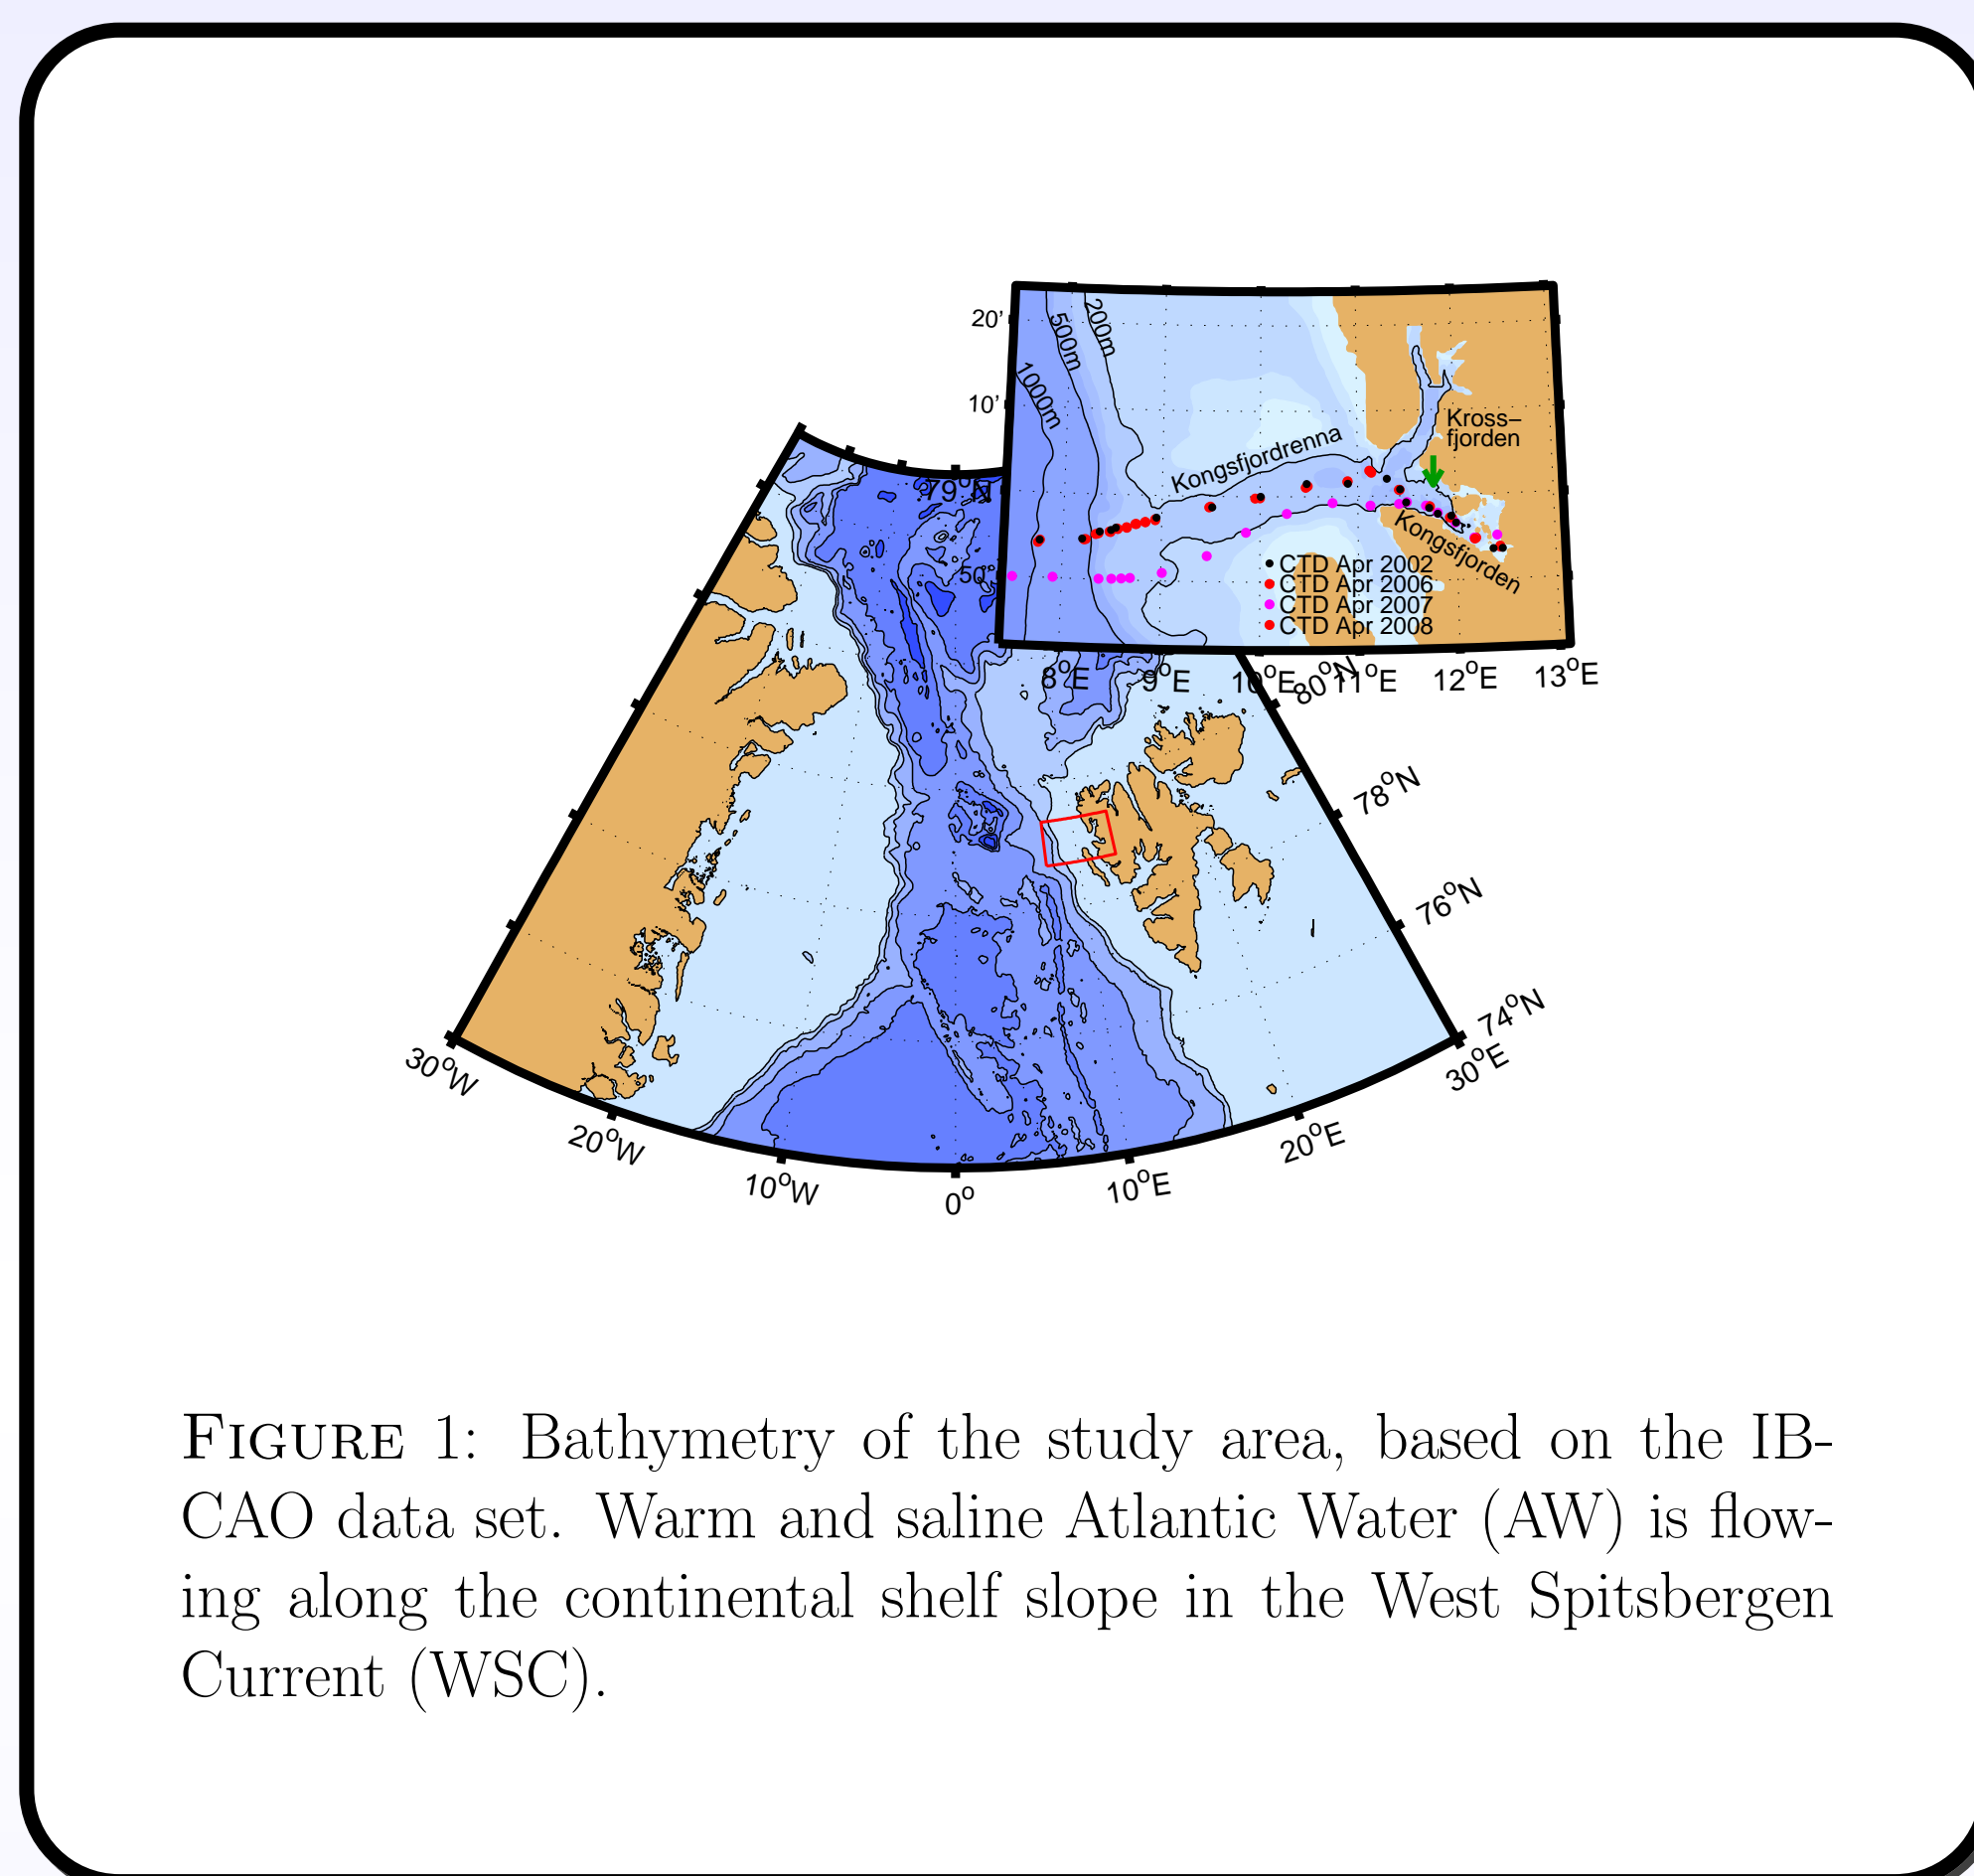 20’
10’
79°N
50’
1000m
500m
200m
Kongsfjordrenna
Kross–
fjorden
Kongsfjorden
CTD Apr 2002
CTD Apr 2006
CTD Apr 2007
CTD Apr 2008
8°E
9°E
10°E
11°E
12°E
13°E
80°N
78°N
76°N
74°N
30°W
20°W
10°W
0°
10°E
20°E
30°E
FIGURE 1: Bathymetry of the study area, based on the IB-
CAO data set. Warm and saline Atlantic Water (AW) is flow-
ing along the continental shelf slope in the West Spitsbergen
Current (WSC).